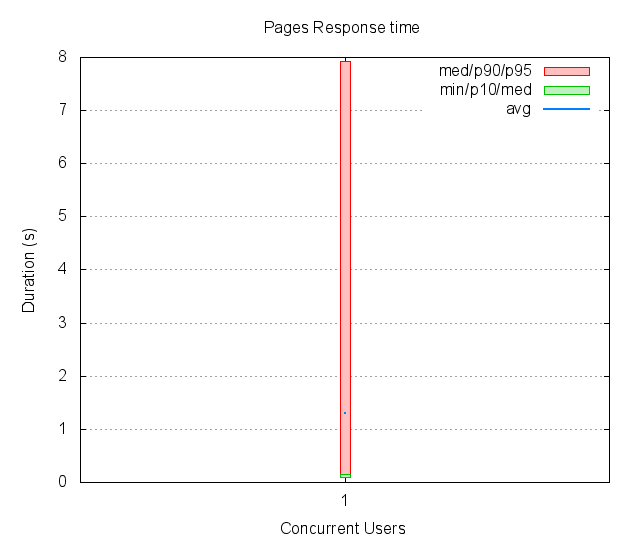 Pages Response time
8
7
6
5
4
3
2
1
0
med/p90/p95
min/p10/med
avg
Duration (s)
1
Concurrent Users